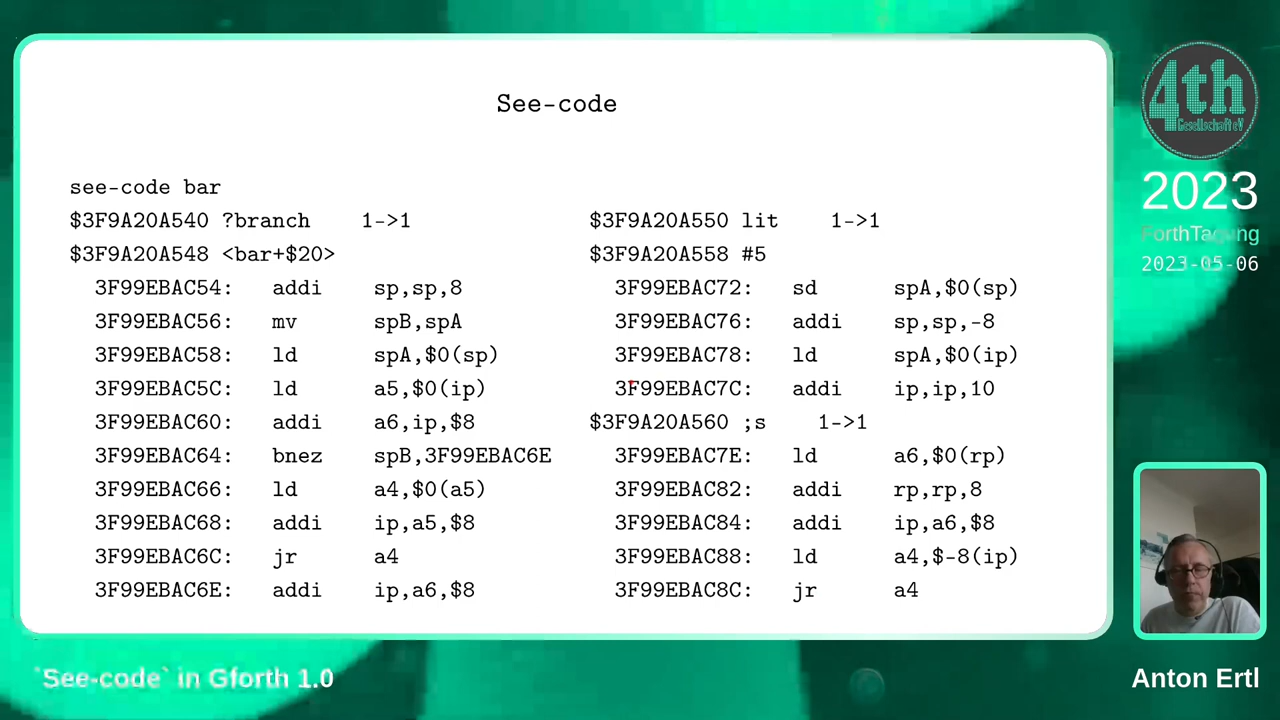 See-code
see-code bar
$3F9A20A540 ?branch 1->1
$3F9A20A548 <bar+$20>
3F99EBAC54: addi sp,sp,8
3F99EBAC56: mv spB,spA
3F99EBAC58: ld spA,$0(sp)
3F99EBAC5C: ld a5,$0(ip)
3F99EBAC60: addi a6,ip,$8
3F99EBAC64: bnez spB,3F99EBAC6E
3F99EBAC66: ld a4,$0(a5)
3F99EBAC68: addi ip,a5,$8
3F99EBAC6C: jr a4
3F99EBAC6E: addi ip,a6,$8
$3F9A20A550 lit 1->1
$3F9A20A558 #5
3F99EBAC72: sd spA,$0(sp)
3F99EBAC76: addi sp,sp,-8
3F99EBAC78: ld spA,$0(ip)
3F99EBAC7C: addi ip,ip,10
$3F9A20A560 ;s 1->1
3F99EBAC7E: ld a6,$0(rp)
3F99EBAC82: addi rp,rp,8
3F99EBAC84: addi ip,a6,$8
3F99EBAC88: ld a4,$-8(ip)
3F99EBAC8C: jr a4
4th
Gesellschaft eV
2023
ForthTagung
2023-05-06
`See-code` in Gforth 1.0
Anton Ertl